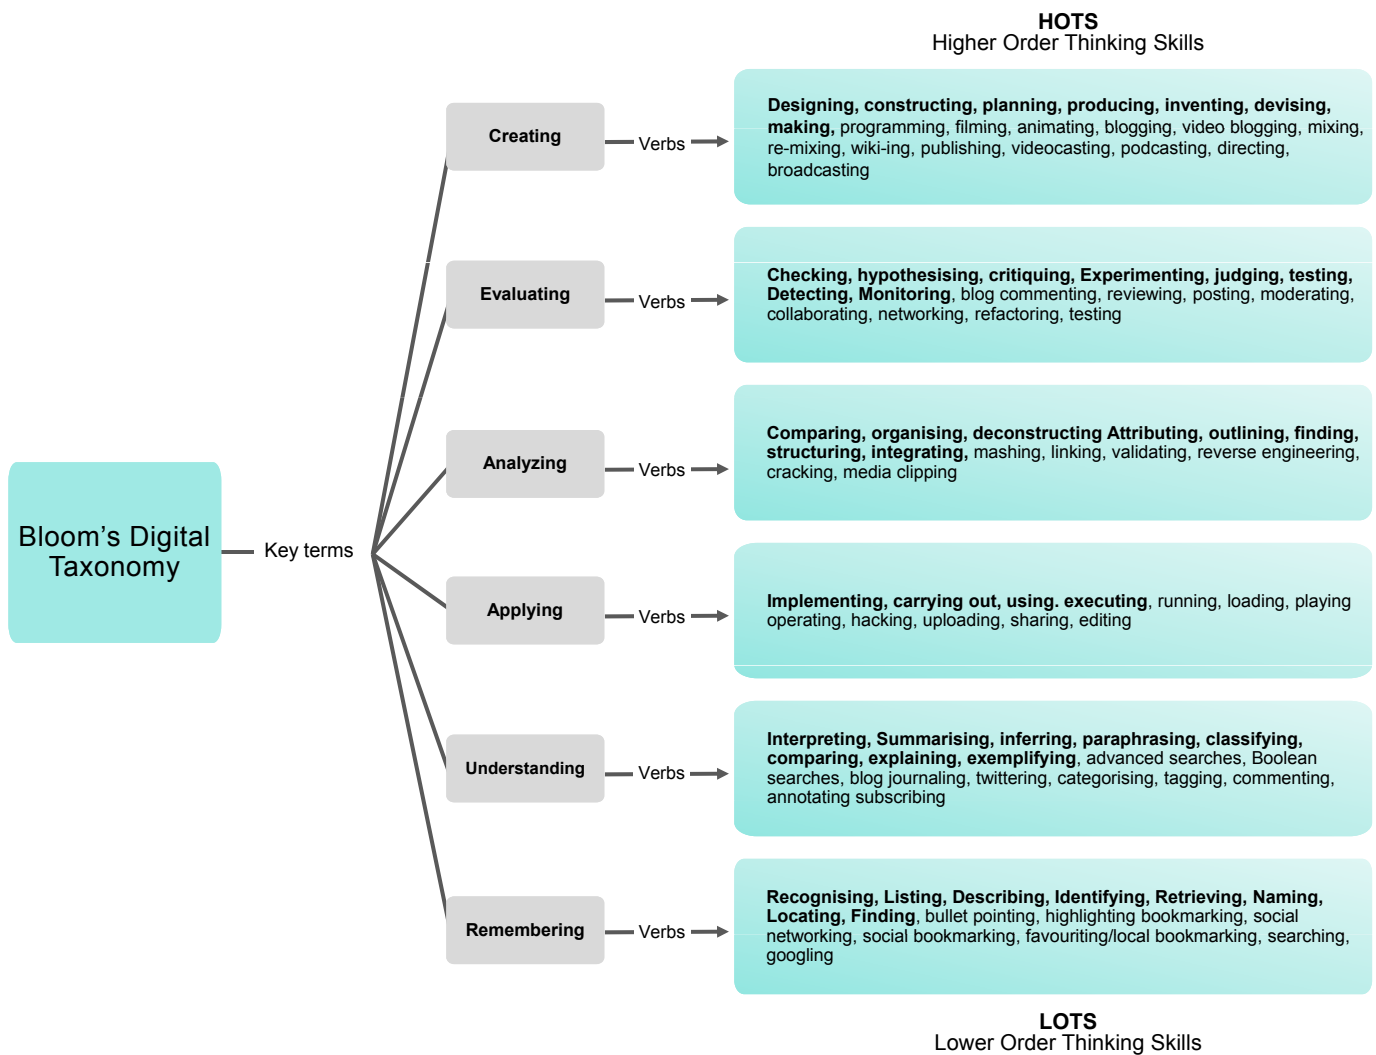 HOTS
Higher Order Thinking Skills
Bloom’s Digital
Taxonomy
Key terms
Creating
Verbs
Designing, constructing, planning, producing, inventing, devising,
making, programming, filming, animating, blogging, video blogging, mixing,
re-mixing, wiki-ing, publishing, videocasting, podcasting, directing,
broadcasting
Evaluating
Verbs
Checking, hypothesising, critiquing, Experimenting, judging, testing,
Detecting, Monitoring, blog commenting, reviewing, posting, moderating,
collaborating, networking, refactoring, testing
Analyzing
Verbs
Comparing, organising, deconstructing Attributing, outlining, finding,
structuring, integrating, mashing, linking, validating, reverse engineering,
cracking, media clipping
Applying
Verbs
Implementing, carrying out, using. executing, running, loading, playing
operating, hacking, uploading, sharing, editing
Understanding
Verbs
Interpreting, Summarising, inferring, paraphrasing, classifying,
comparing, explaining, exemplifying, advanced searches, Boolean
searches, blog journaling, twittering, categorising, tagging, commenting,
annotating subscribing
Remembering
Verbs
Recognising, Listing, Describing, Identifying, Retrieving, Naming,
Locating, Finding, bullet pointing, highlighting bookmarking, social
networking, social bookmarking, favouriting/local bookmarking, searching,
googling
LOTS
Lower Order Thinking Skills